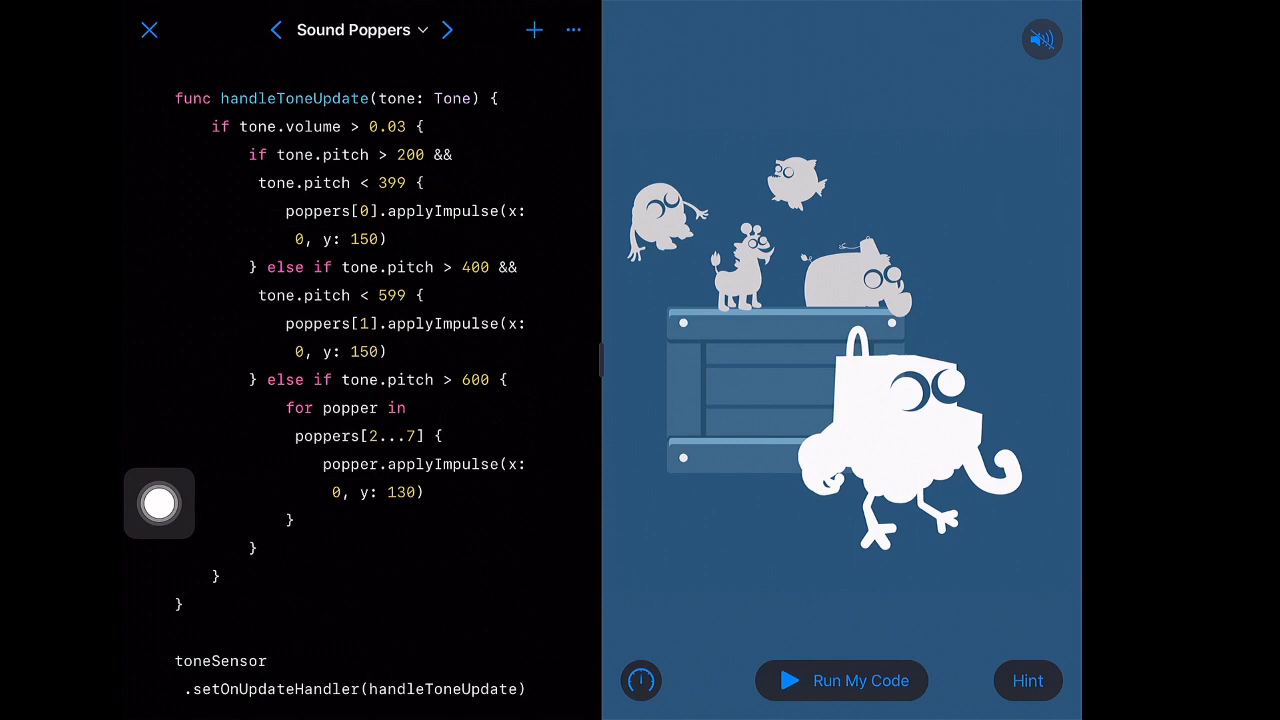 Sound Poppers
func handleToneUpdate(tone: Tone) {
if tone.volume > 0.03 {
if tone.pitch > 200 &&
tone.pitch < 399 {
poppers[0].applyImpulse(x:
0, y: 150)
} else if tone.pitch > 400 &&
tone.pitch < 599 {
poppers[1].applyImpulse(x:
0, y: 150)
} else if tone.pitch > 600 {
for popper in
poppers[2...7] {
popper.applyImpulse(x:
0, y: 130)
}
}
}
}
toneSensor
.setOnUpdateHandler(handleToneUpdate)
Run My Code
Hint